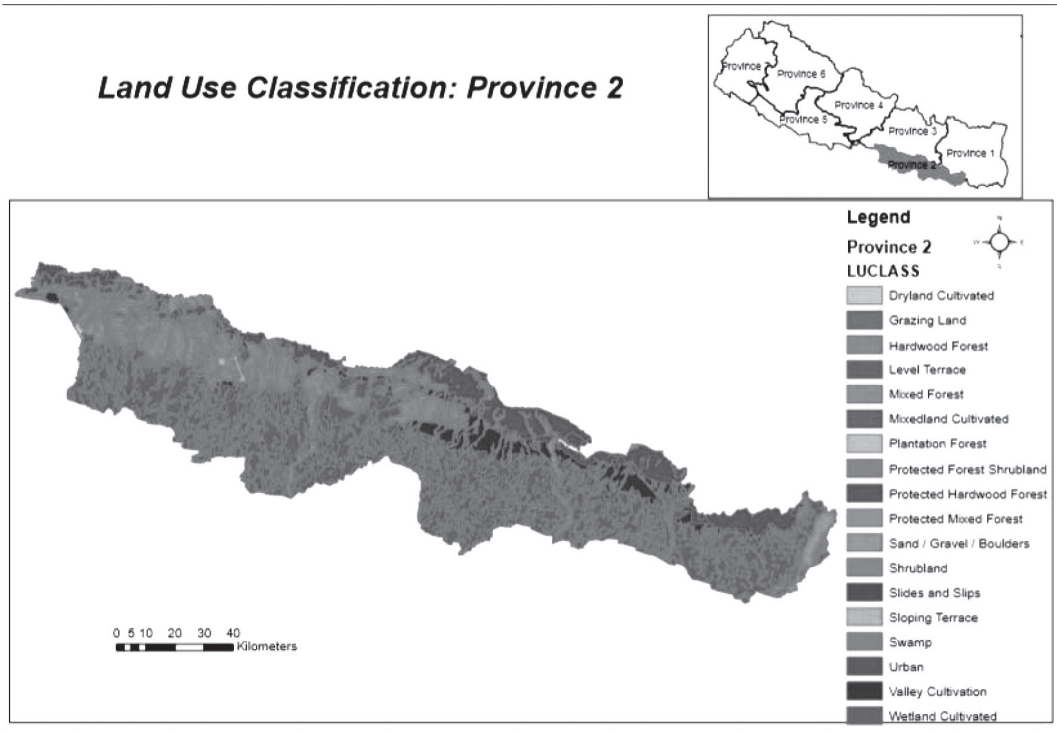 Land Use Classification: Province 2
Province 7
Province 6
Province 5
Province 4
Province 3
Province 2
Province 1
Legend
Province 2
LUCLASS
N
W
E
S
Dryland Cultivated
Grazing Land
Hardwood Forest
Level Terrace
Mixed Forest
Mixedland Cultivated
Plantation Forest
Protected Forest Shrubland
Protected Hardwood Forest
Protected Mixed Forest
Sand / Gravel / Boulders
Shrubland
Slides and Slips
Sloping Terrace
Swamp
Urban
Valley Cultivation
Wetland Cultivated
0 5 10 20 30 40
Kilometers